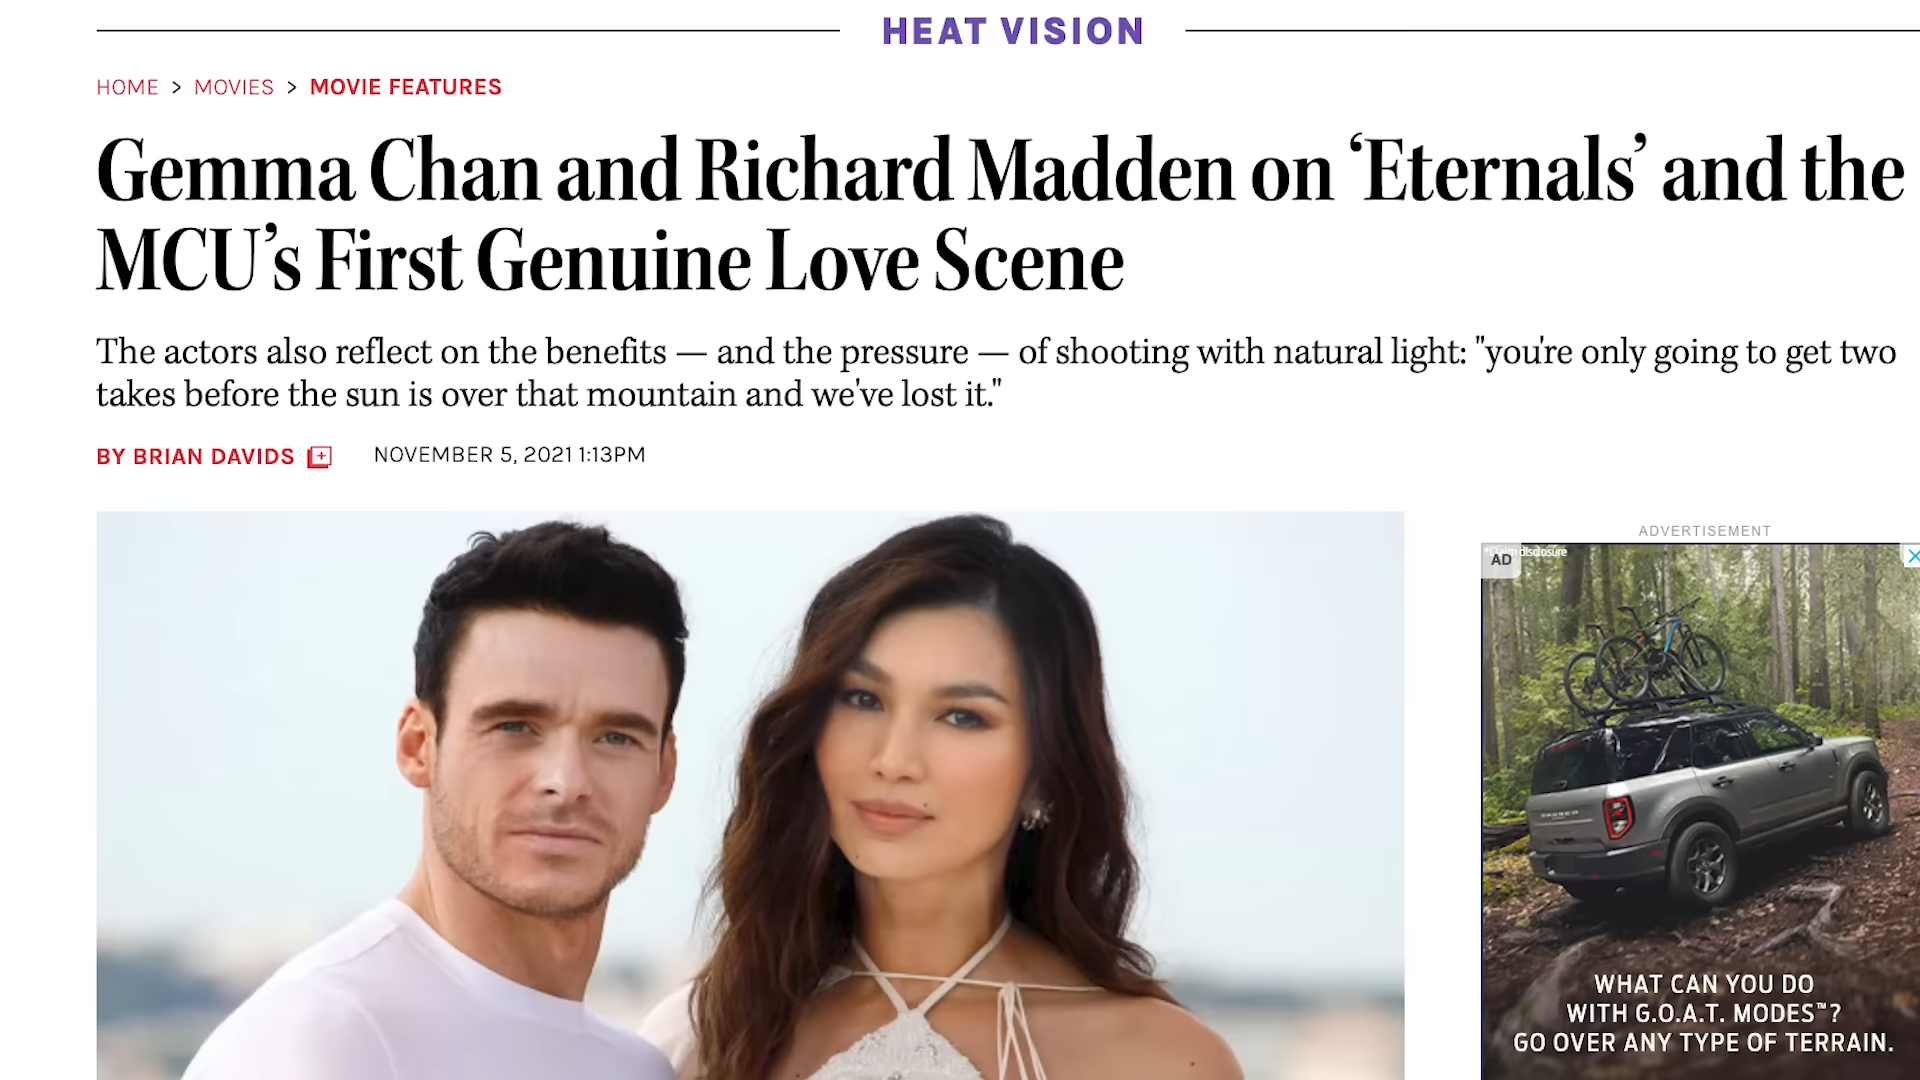 HEAT VISION
HOME > MOVIES > MOVIE FEATURES
Gemma Chan and Richard Madden on ‘Eternals’ and the
MCU’s First Genuine Love Scene
The actors also reflect on the benefits — and the pressure — of shooting with natural light: "you're only going to get two
takes before the sun is over that mountain and we've lost it."
BY BRIAN DAVIDS NOVEMBER 5, 2021 1:13PM
ADVERTISEMENT
disclosure
AD
BRONCO
WHAT CAN YOU DO
WITH G.O.A.T. MODES™?
GO OVER ANY TYPE OF TERRAIN.